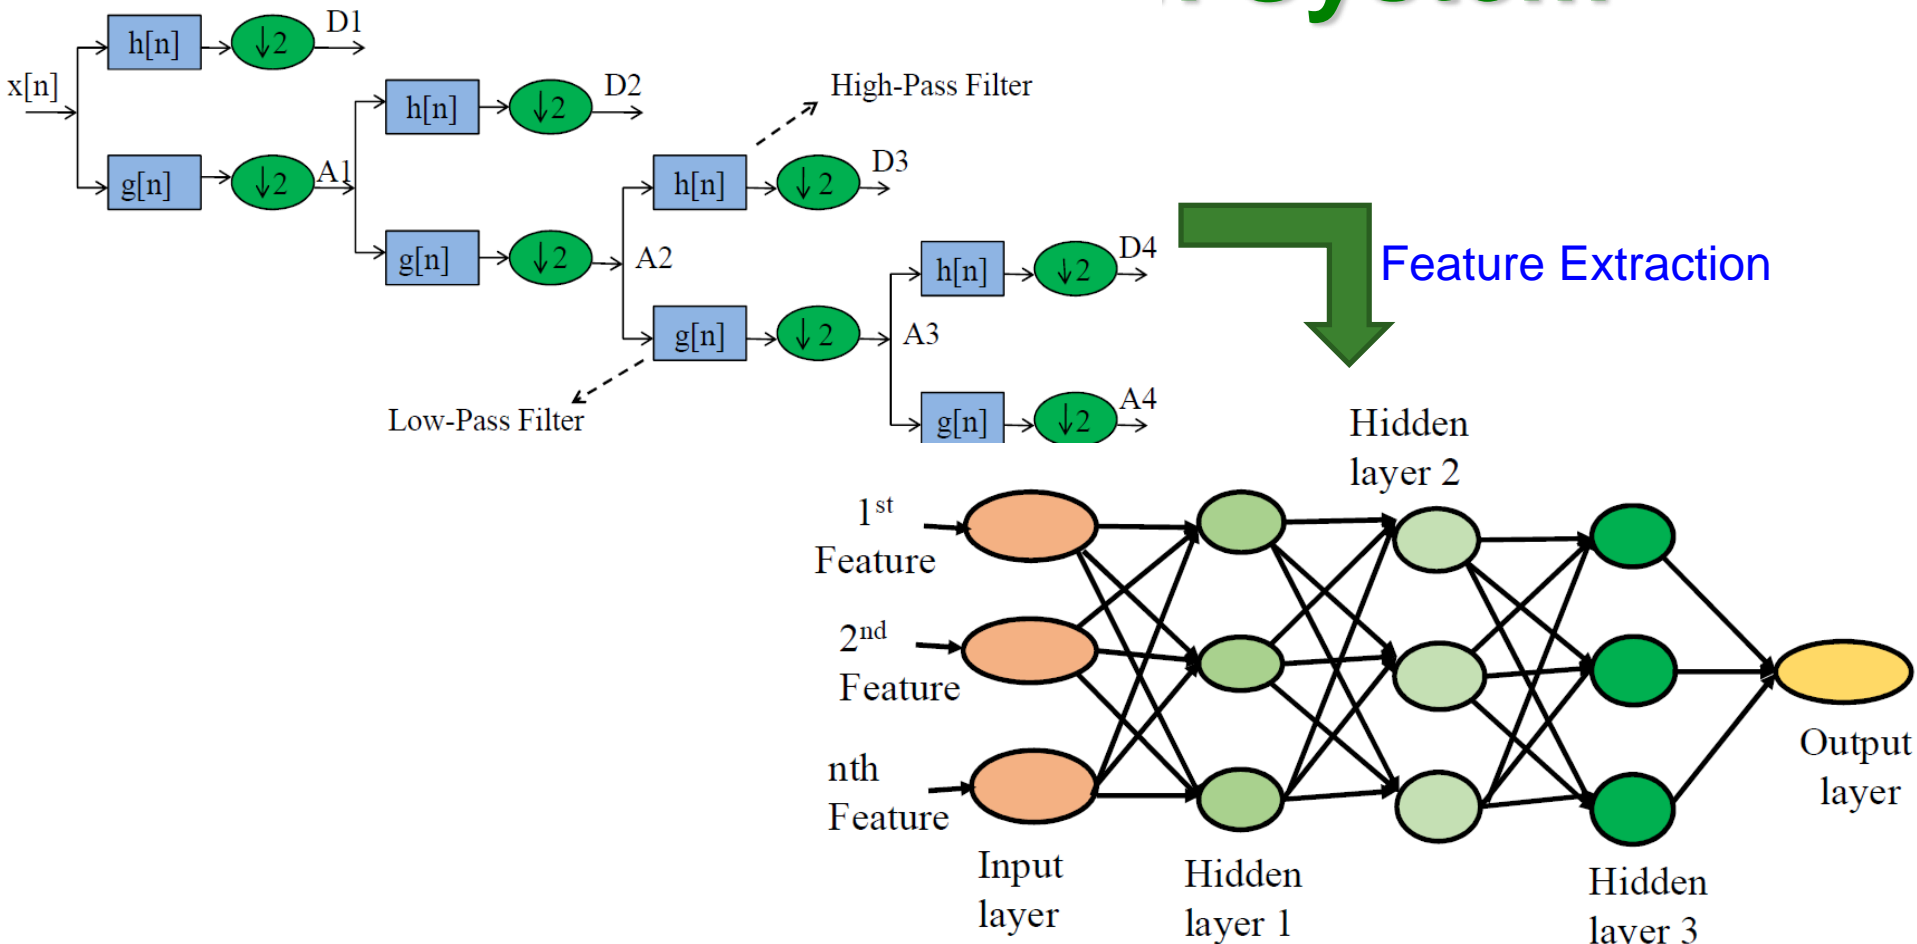 x[n]
h[n]
↓2
D1
g[n]
↓2
A1
h[n]
↓2
D2
g[n]
↓2
A2
High-Pass Filter
h[n]
↓2
D3
g[n]
↓2
A3
Low-Pass Filter
h[n]
↓2
D4
g[n]
↓2
A4
Feature Extraction
1st
Feature
2nd
Feature
nth
Feature
Input
layer
Hidden
layer 1
Hidden
layer 2
Hidden
layer 3
Output
layer